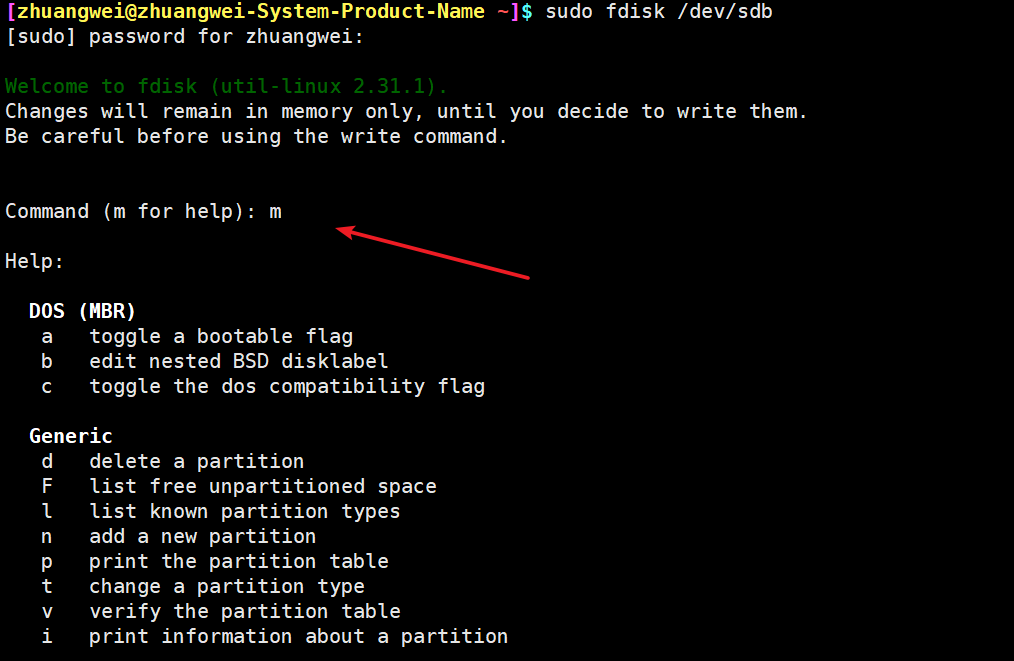 [zhuangwei@zhuangwei-System-Product-Name ~]$ sudo fdisk /dev/sdb
[sudo] password for zhuangwei:
Welcome to fdisk (util-linux 2.31.1).
Changes will remain in memory only, until you decide to write them.
Be careful before using the write command.
Command (m for help): m
Help:
DOS (MBR)
a   toggle a bootable flag
b   edit nested BSD disklabel
c   toggle the dos compatibility flag
Generic
d   delete a partition
F   list free unpartitioned space
l   list known partition types
n   add a new partition
p   print the partition table
t   change a partition type
v   verify the partition table
i   print information about a partition